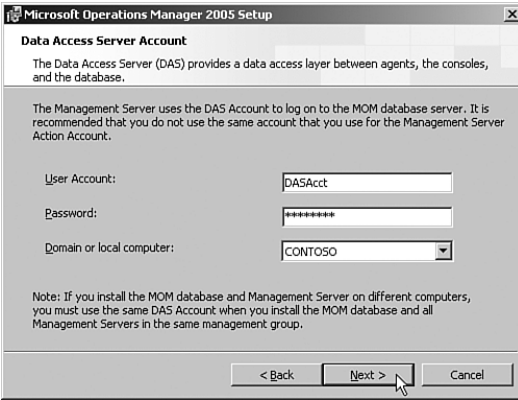 Microsoft Operations Manager 2005 Setup
Data Access Server Account
The Data Access Server (DAS) provides a data access layer between agents, the consoles,
and the database.
The Management Server uses the DAS Account to log on to the MOM database server. It is
recommended that you do not use the same account that you use for the Management Server
Action Account.
User Account:
DASAcct
Password:
********
Domain or local computer:
CONTOSO
Note: If you install the MOM database and Management Server on different computers,
you must use the same DAS Account when you install the MOM database and all
Management Servers in the same management group.
< Back
Next >
Cancel